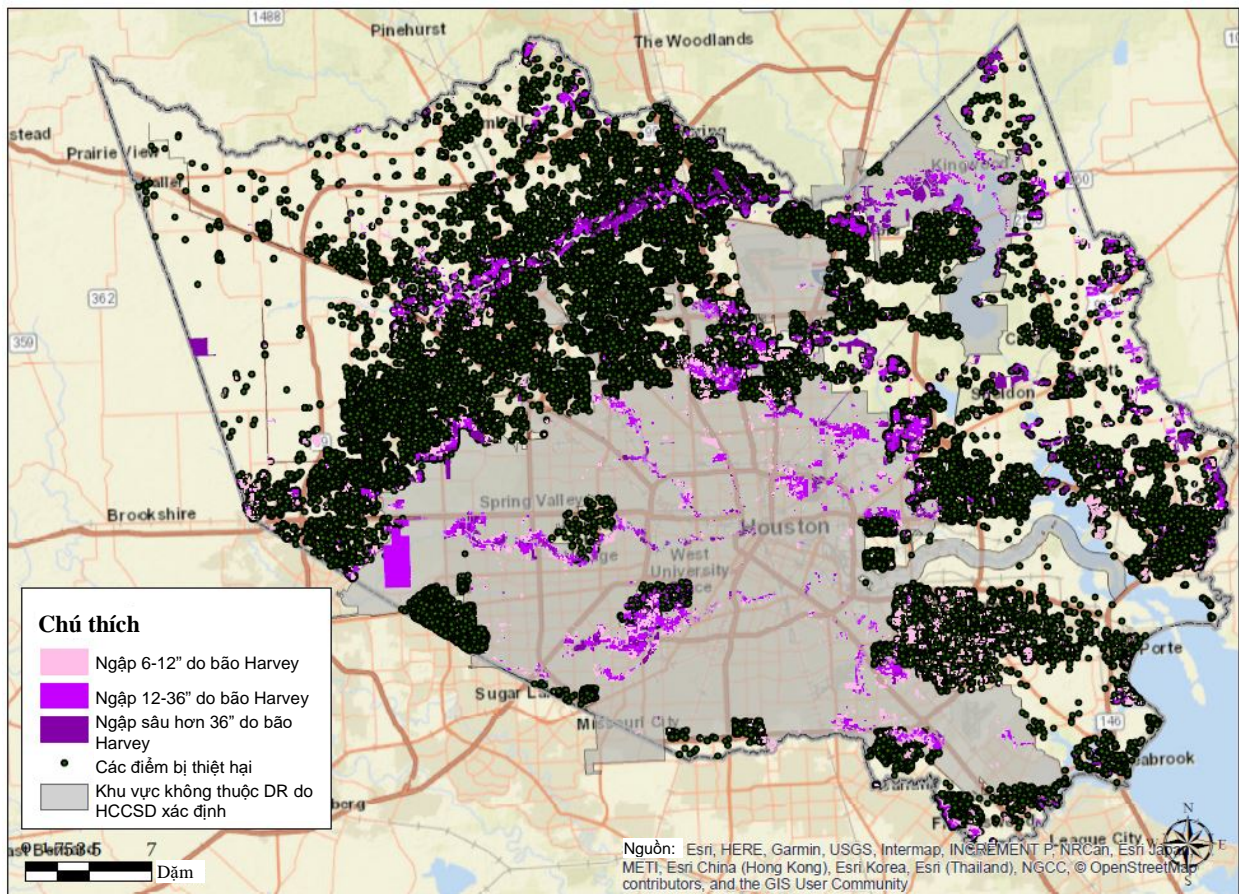 1488
Pinehurst
The Woodlands
Prairie View
Kingwood
362
359
Sheldon
Brookshire
Spring Valley
Houston
West
University
Sugar La
Missouri City
Porte
146
eabrook
League City
Chú thích
Ngập 6-12” do bão Harvey
Ngập 12-36” do bão Harvey
Ngập sâu hơn 36” do bão
Harvey
Các điểm bị thiệt hại
Khu vực không thuộc DR do
HCCSD xác định
7
Dặm
N
E
S
Nguồn: Esri, HERE, Garmin, USGS, Intermap, INCREMENT P, NRCan, Esri Japan,
METI, Esri China (Hong Kong), Esri Korea, Esri (Thailand), NGCC, © OpenStreetMap
contributors, and the GIS User Community